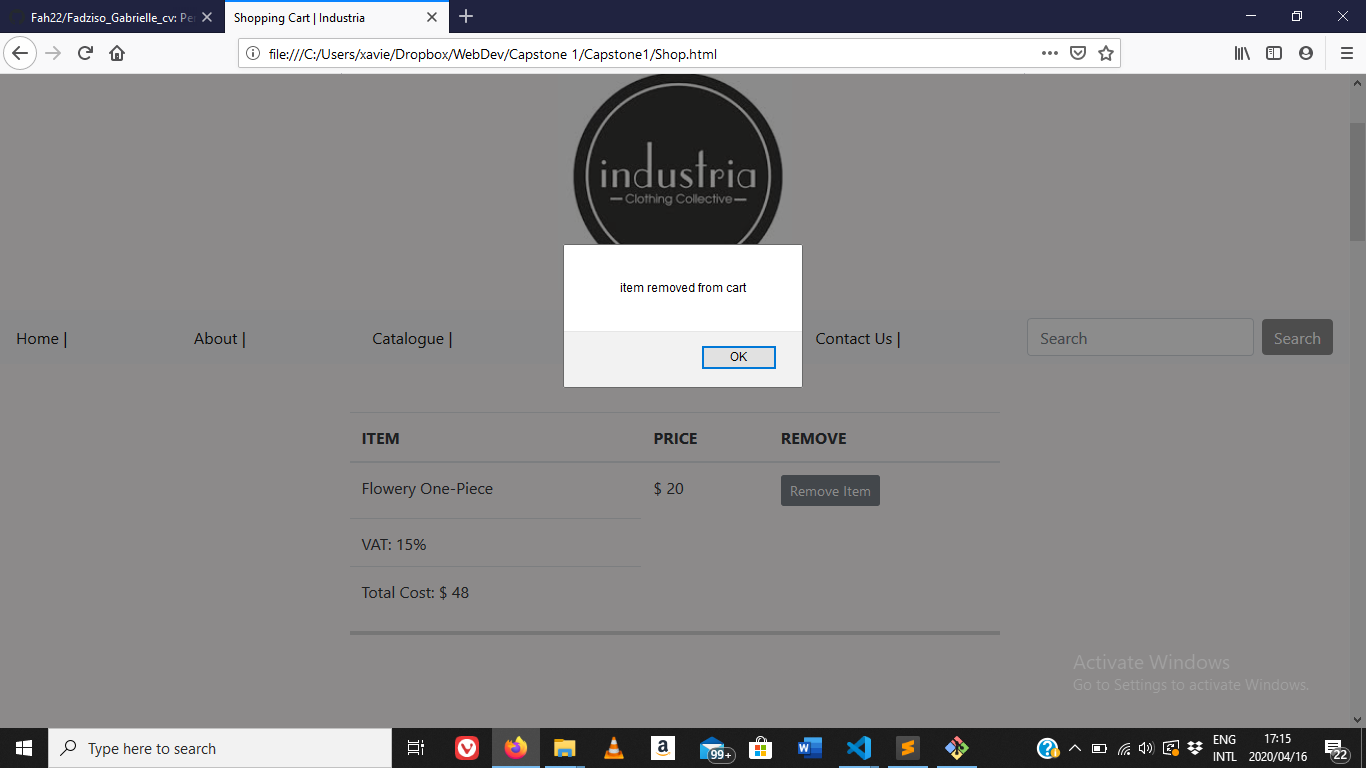 Fah22/Fadziso_Gabrielle_cv: Pe
Shopping Cart | Industria
file:///C:/Users/xavie/Dropbox/WebDev/Capstone 1/Capstone1/Shop.html
industria
Clothing Collective
item removed from cart
OK
Home |
About |
Catalogue |
Contact Us |
Search
Search
ITEM
PRICE
REMOVE
Flowery One-Piece
$ 20
Remove Item
VAT: 15%
Total Cost: $ 48
Activate Windows
Go to Settings to activate Windows.
Type here to search
99+
ENG
INTL
17:15
2020/04/16
22